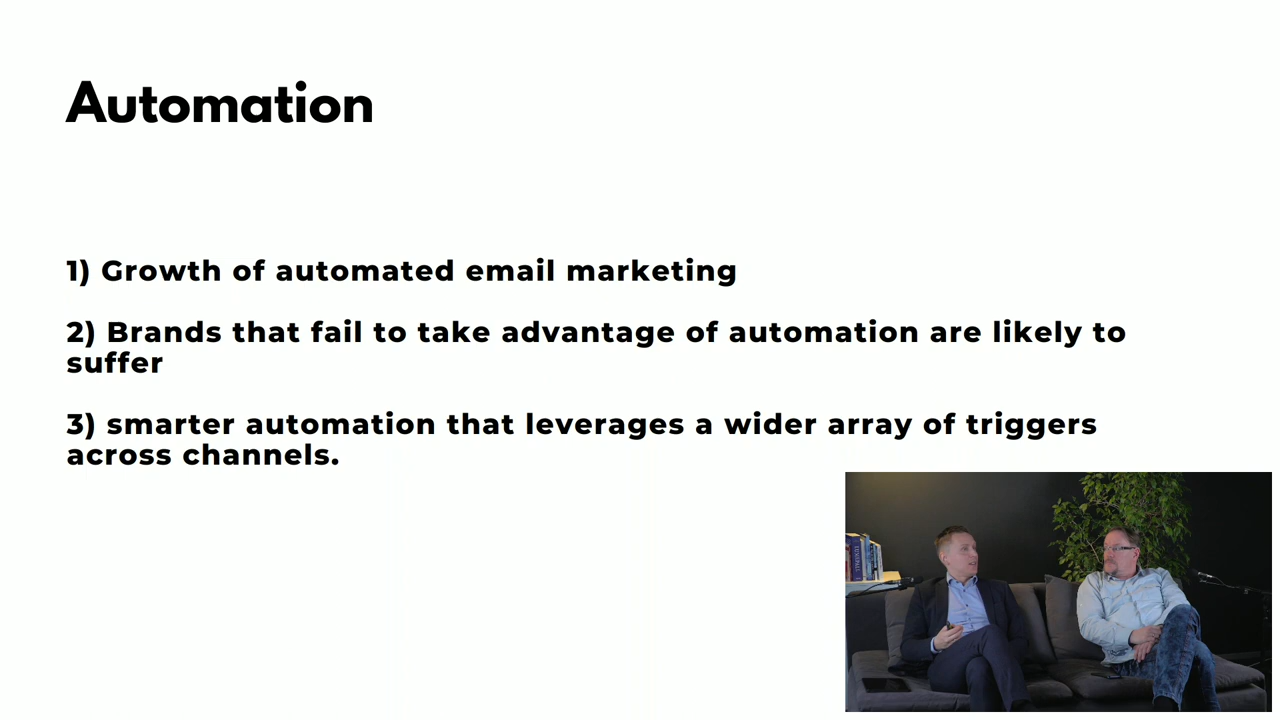 Automation
1) Growth of automated email marketing
2) Brands that fail to take advantage of automation are likely to
suffer
3) smarter automation that leverages a wider array of triggers
across channels.